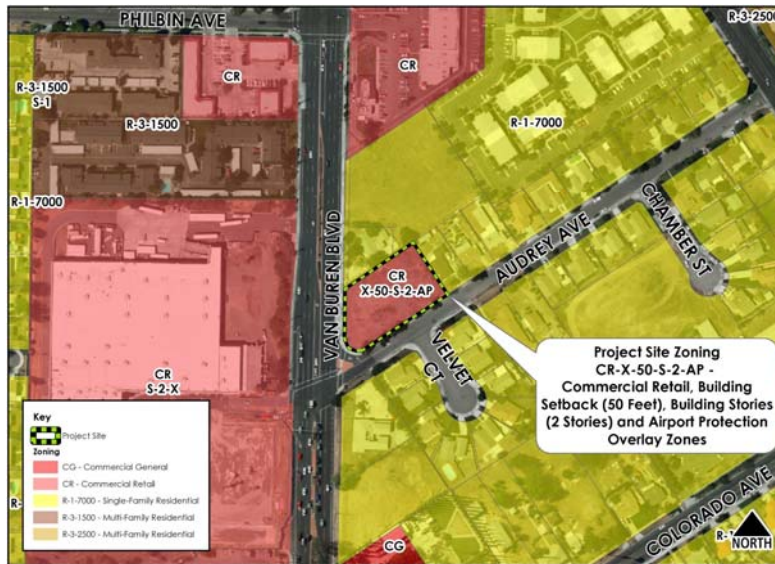 PHILBIN AVE
R-3-2500
CR
CR
R-3-1500
S-1
R-3-1500
R-1-7000
R-1-7000
VAN BUREN BLVD
CHAMBER ST
AUDREY AVE
CR
X-50-S-2-AP
VELVET
CT
CR
S-2-X
Project Site Zoning
CR-X-50-S-2-AP -
Commercial Retail, Building
Setback (50 Feet), Building Stories
(2 Stories) and Airport Protection
Overlay Zones
Key
Project Site
Zoning
CG - Commercial General
CR - Commercial Retail
R-1-7000 - Single-Family Residential
R-3-1500 - Multi-Family Residential
R-3-2500 - Multi-Family Residential
COLORADO AVE
CG
NORTH